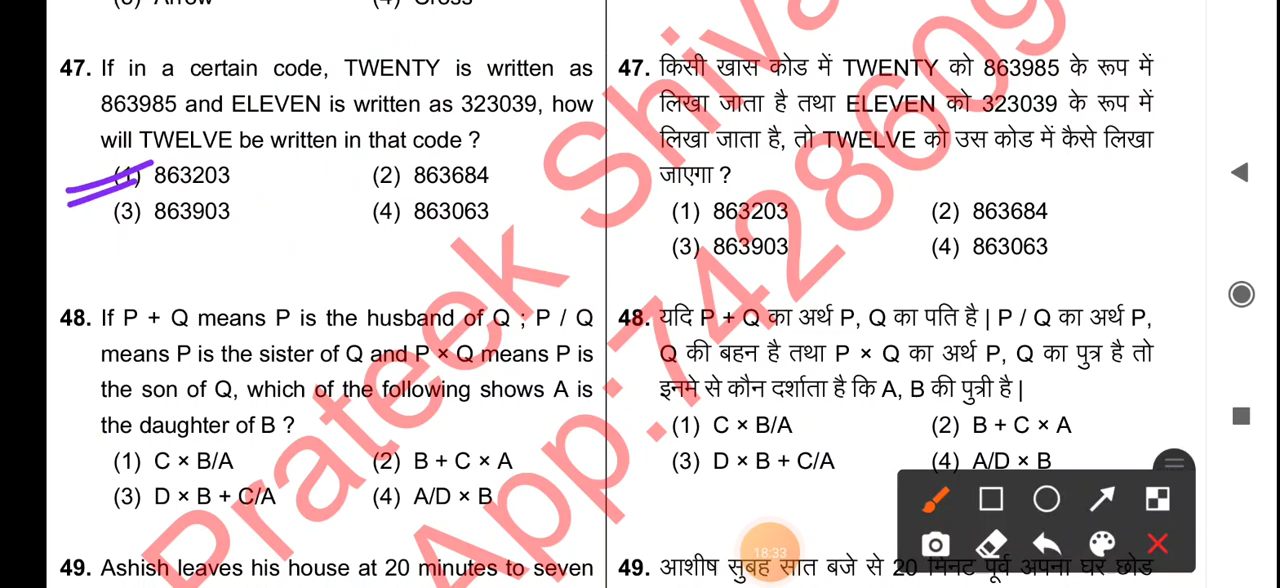 (3) Arrow (4) Cross
47. If in a certain code, TWENTY is written as
863985 and ELEVEN is written as 323039, how
will TWELVE be written in that code ?
(1) 863203 (2) 863684
(3) 863903 (4) 863063
48. If P + Q means P is the husband of Q ; P / Q
means P is the sister of Q and P × Q means P is
the son of Q, which of the following shows A is
the daughter of B ?
(1) C × B/A (2) B + C × A
(3) D × B + C/A (4) A/D × B
49. Ashish leaves his house at 20 minutes to seven
47. किसी खास कोड में TWENTY को 863985 के रूप में
लिखा जाता है तथा ELEVEN को 323039 के रूप में
लिखा जाता है, तो TWELVE को उस कोड में कैसे लिखा
जाएगा ?
(1) 863203 (2) 863684
(3) 863903 (4) 863063
48. यदि P + Q का अर्थ P, Q का पति है | P / Q का अर्थ P,
Q की बहन है तथा P × Q का अर्थ P, Q का पुत्र है तो
इनमे से कौन दर्शाता है कि A, B की पुत्री है |
(1) C × B/A (2) B + C × A
(3) D × B + C/A (4) A/D × B
49. आशीष सुबह सात बजे से 20 मिनट पूर्व अपना घर छोड़
Prateek Shiva
App:7428609
18:33